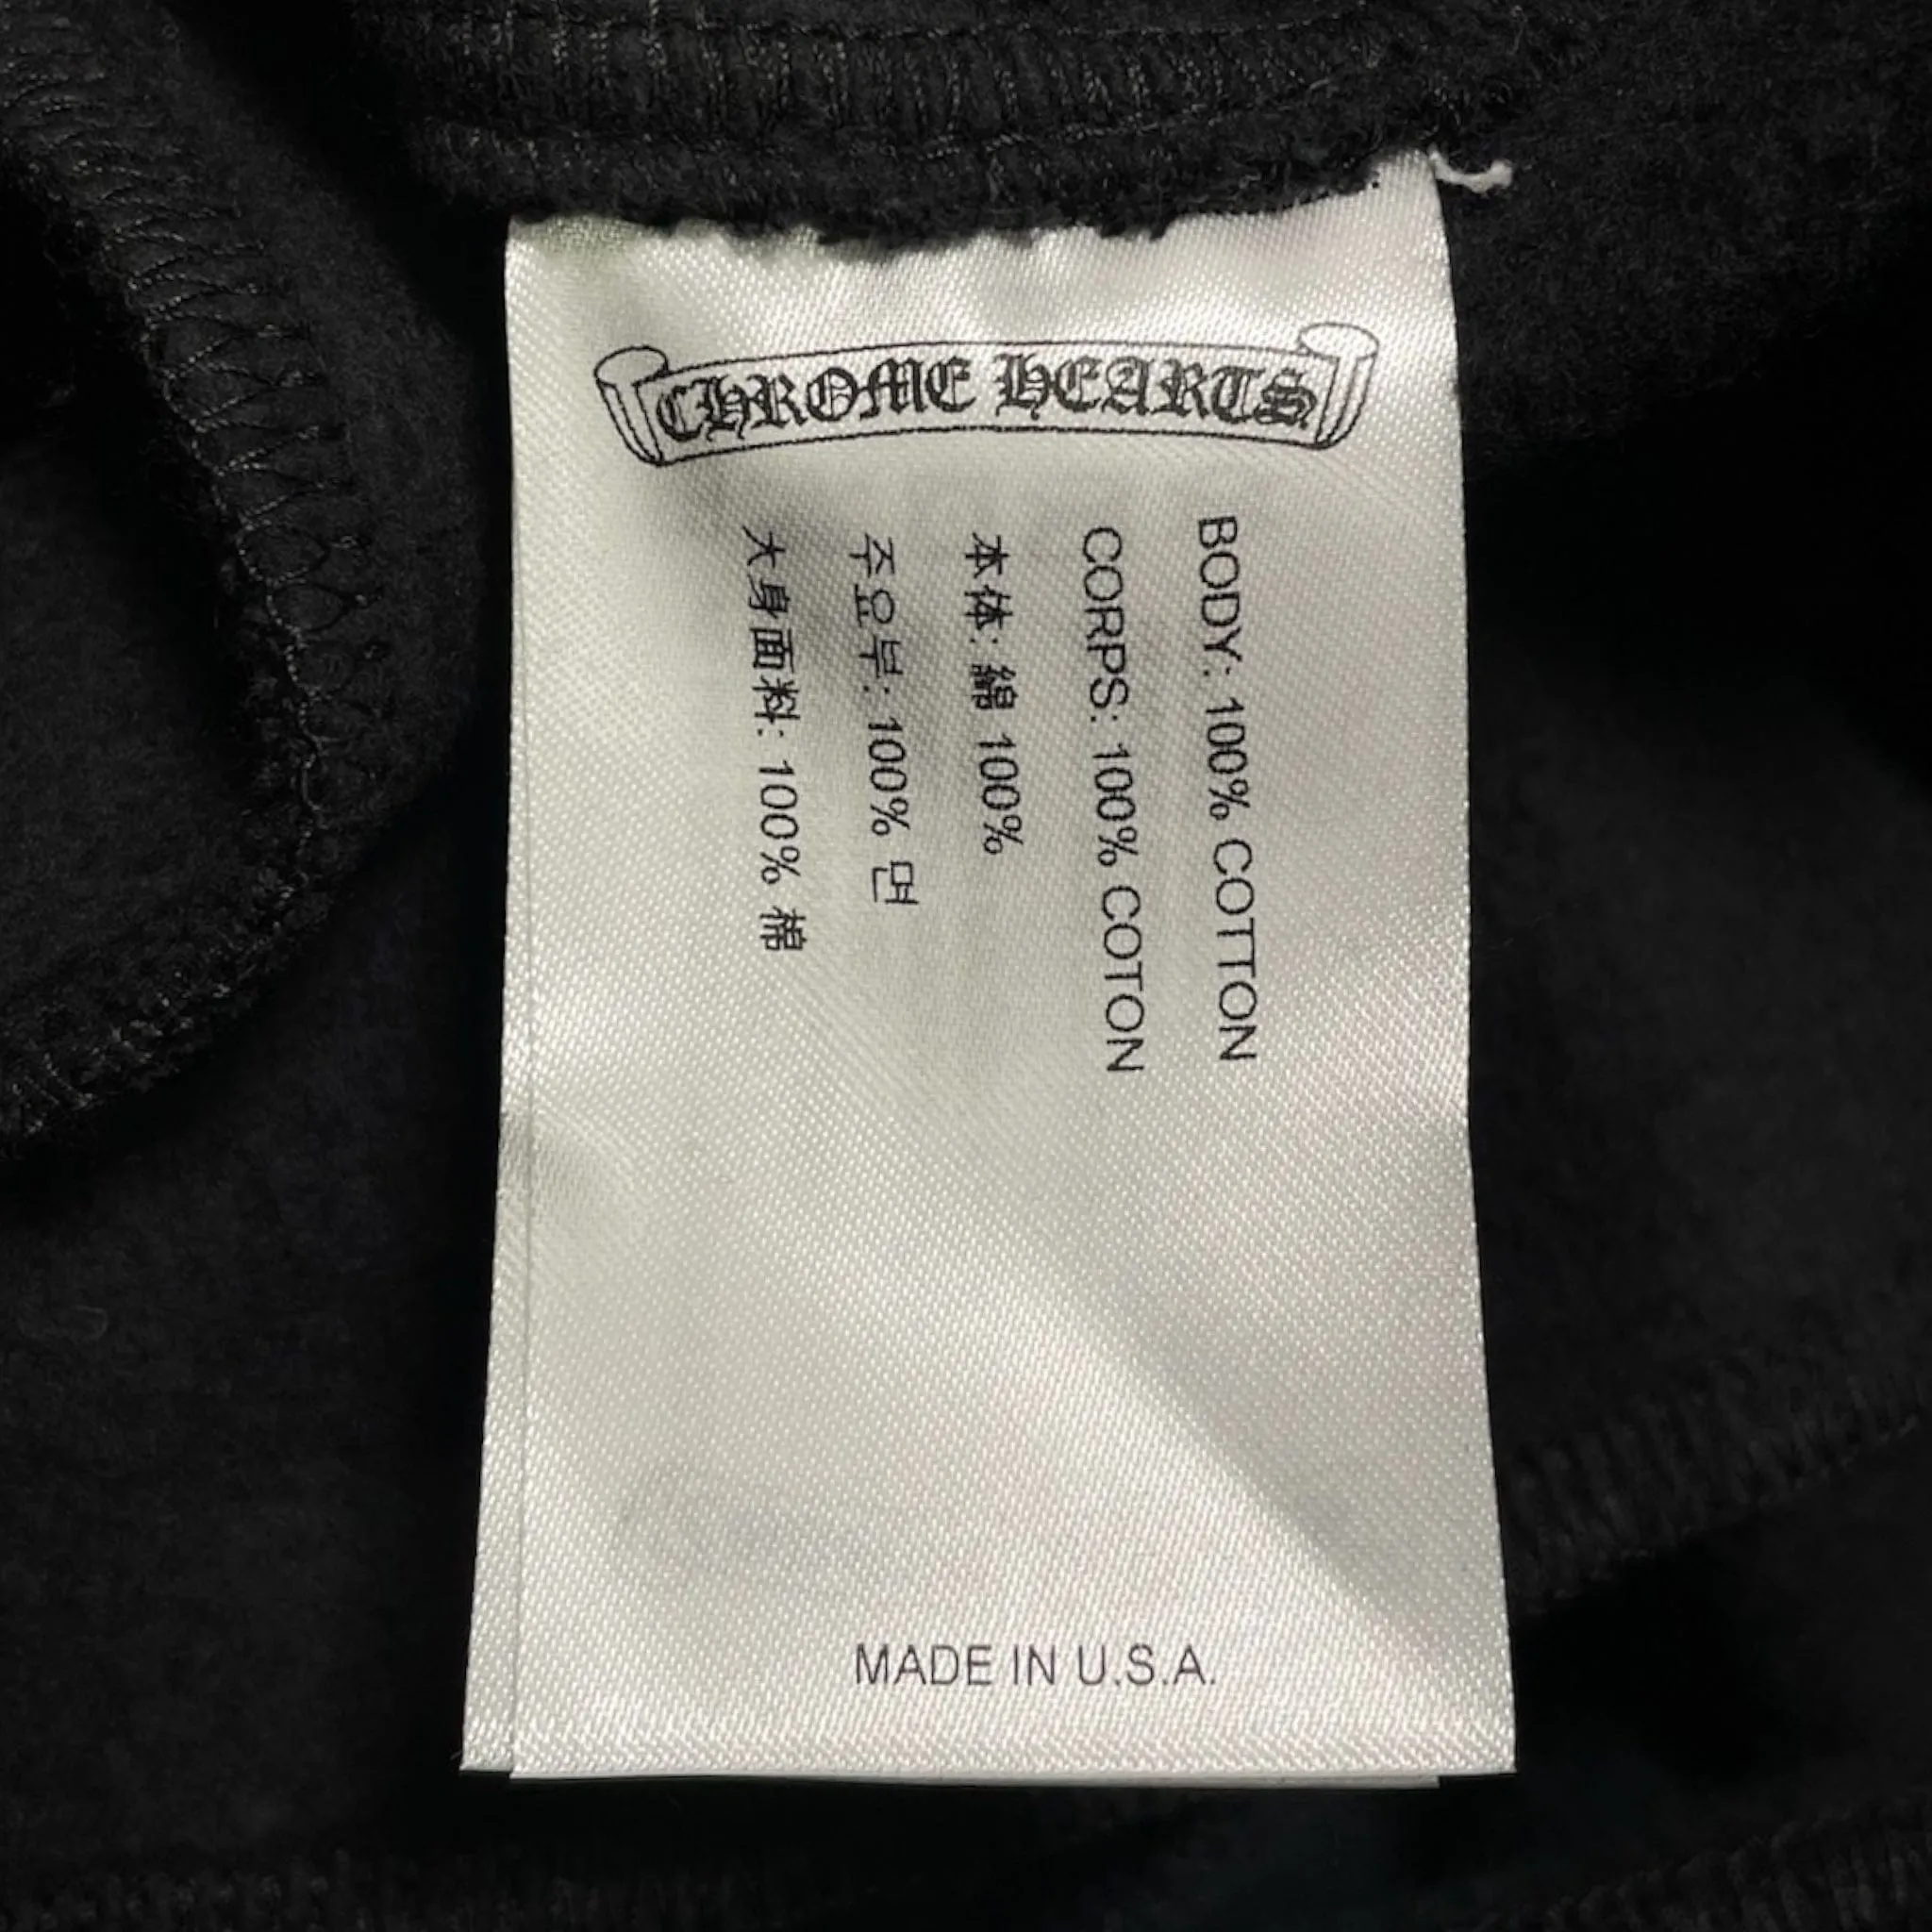 CHROME HEARTS
BODY: 100% COTTON
CORPS: 100% COTON
本体: 綿 100%
주요부: 100% 면
大身面料: 100% 棉
MADE IN U.S.A.